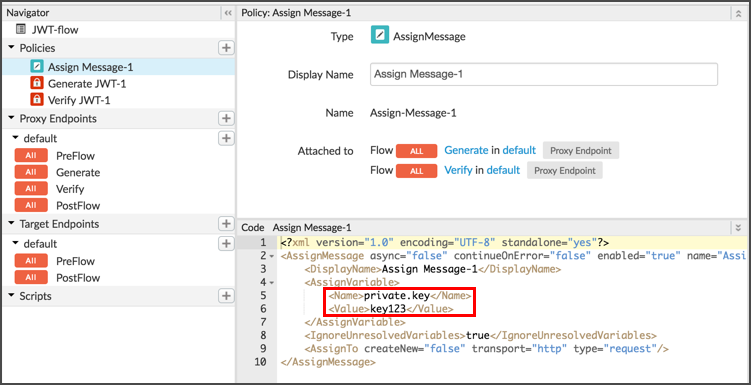 Navigator
JWT-flow
Policies
Assign Message-1
Generate JWT-1
Verify JWT-1
Proxy Endpoints
default
All PreFlow
All Generate
All Verify
All PostFlow
Target Endpoints
default
All PreFlow
All PostFlow
Scripts
Policy: Assign Message-1
Type AssignMessage
Display Name Assign Message-1
Name Assign-Message-1
Attached to Flow ALL Generate in default Proxy Endpoint
Flow ALL Verify in default Proxy Endpoint
Code Assign Message-1
1 <?xml version="1.0" encoding="UTF-8" standalone="yes"?>
2 <AssignMessage async="false" continueOnError="false" enabled="true" name="Assi
3 <DisplayName>Assign Message-1</DisplayName>
4 <AssignVariable>
5 <Name>private.key</Name>
6 <Value>key123</Value>
7 </AssignVariable>
8 <IgnoreUnresolvedVariables>true</IgnoreUnresolvedVariables>
9 <AssignTo createNew="false" transport="http" type="request"/>
10 </AssignMessage>